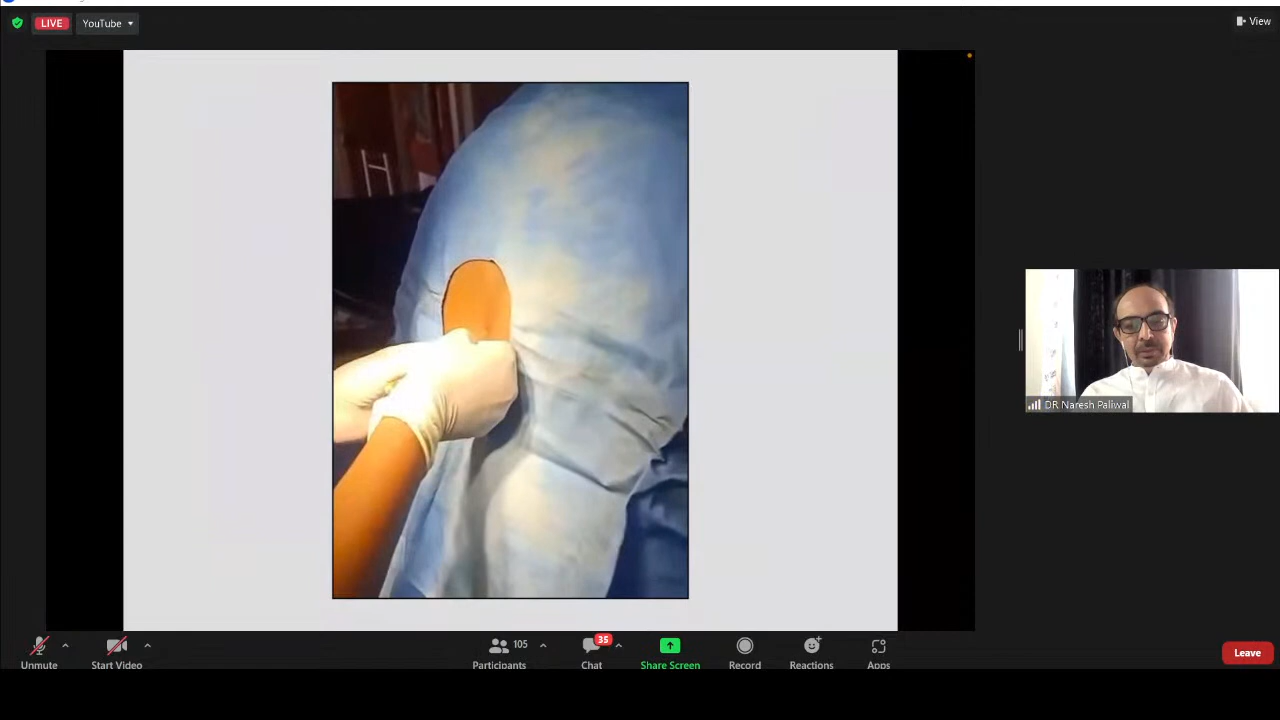 LIVE
YouTube
View
DR Naresh Paliwal
Unmute
Start Video
105
Participants
35
Chat
Share Screen
Record
Reactions
Apps
Leave